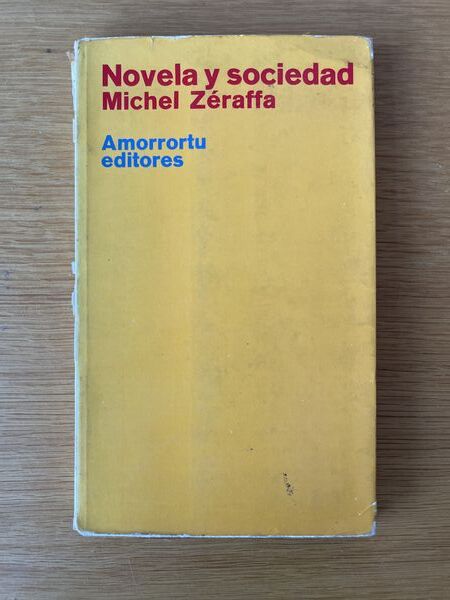 Novela y sociedad
Michel Zéraffa
Amorrortu
editores